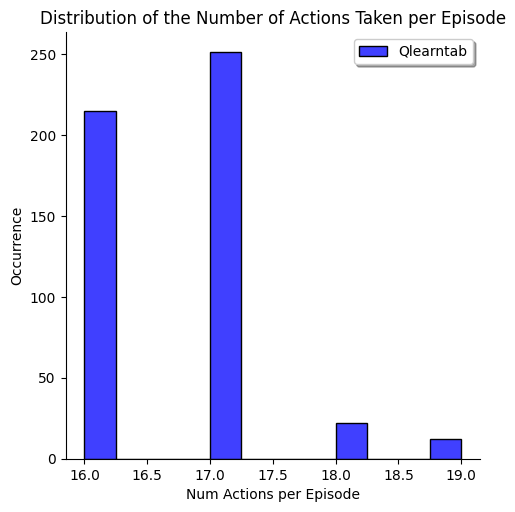 Distribution of the Number of Actions Taken per Episode
Qlearntab
250
200
150
100
50
0
Occurrence
16.0 16.5 17.0 17.5 18.0 18.5 19.0
Num Actions per Episode